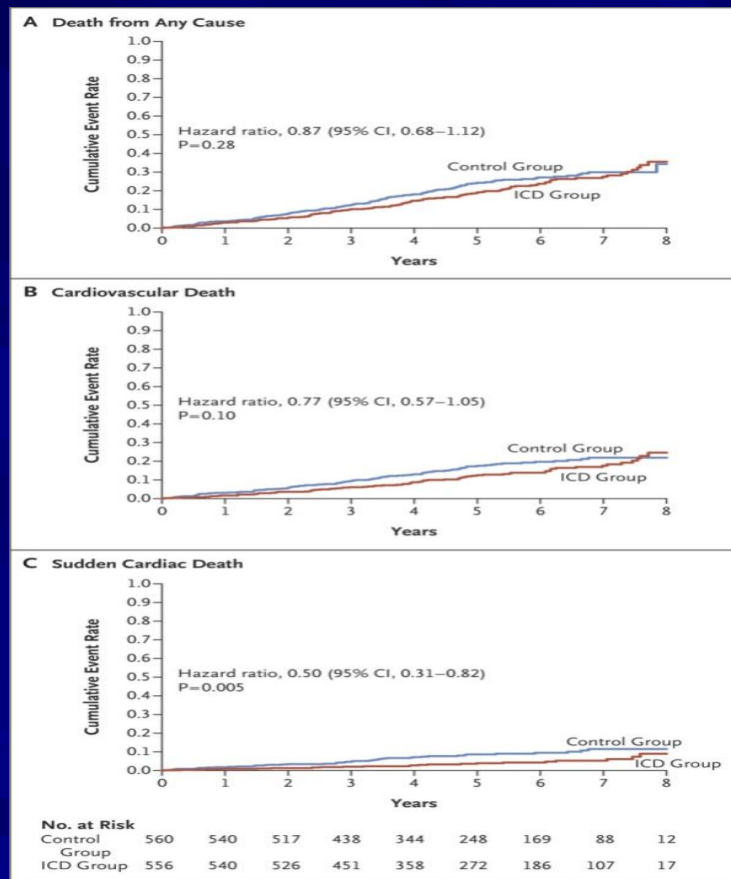 A Death from Any Cause
1.0
0.9
0.8
0.7
0.6
0.5
0.4
0.3
0.2
0.1
0.0
Cumulative Event Rate
Hazard ratio, 0.87 (95% CI, 0.68–1.12)
P=0.28
Control Group
ICD Group
0 1 2 3 4 5 6 7 8
Years
B Cardiovascular Death
1.0
0.9
0.8
0.7
0.6
0.5
0.4
0.3
0.2
0.1
0.0
Cumulative Event Rate
Hazard ratio, 0.77 (95% CI, 0.57–1.05)
P=0.10
Control Group
ICD Group
0 1 2 3 4 5 6 7 8
Years
C Sudden Cardiac Death
1.0
0.9
0.8
0.7
0.6
0.5
0.4
0.3
0.2
0.1
0.0
Cumulative Event Rate
Hazard ratio, 0.50 (95% CI, 0.31–0.82)
P=0.005
Control Group
ICD Group
0 1 2 3 4 5 6 7 8
Years
No. at Risk
Control Group 560 540 517 438 344 248 169 88 12
ICD Group 556 540 526 451 358 272 186 107 17